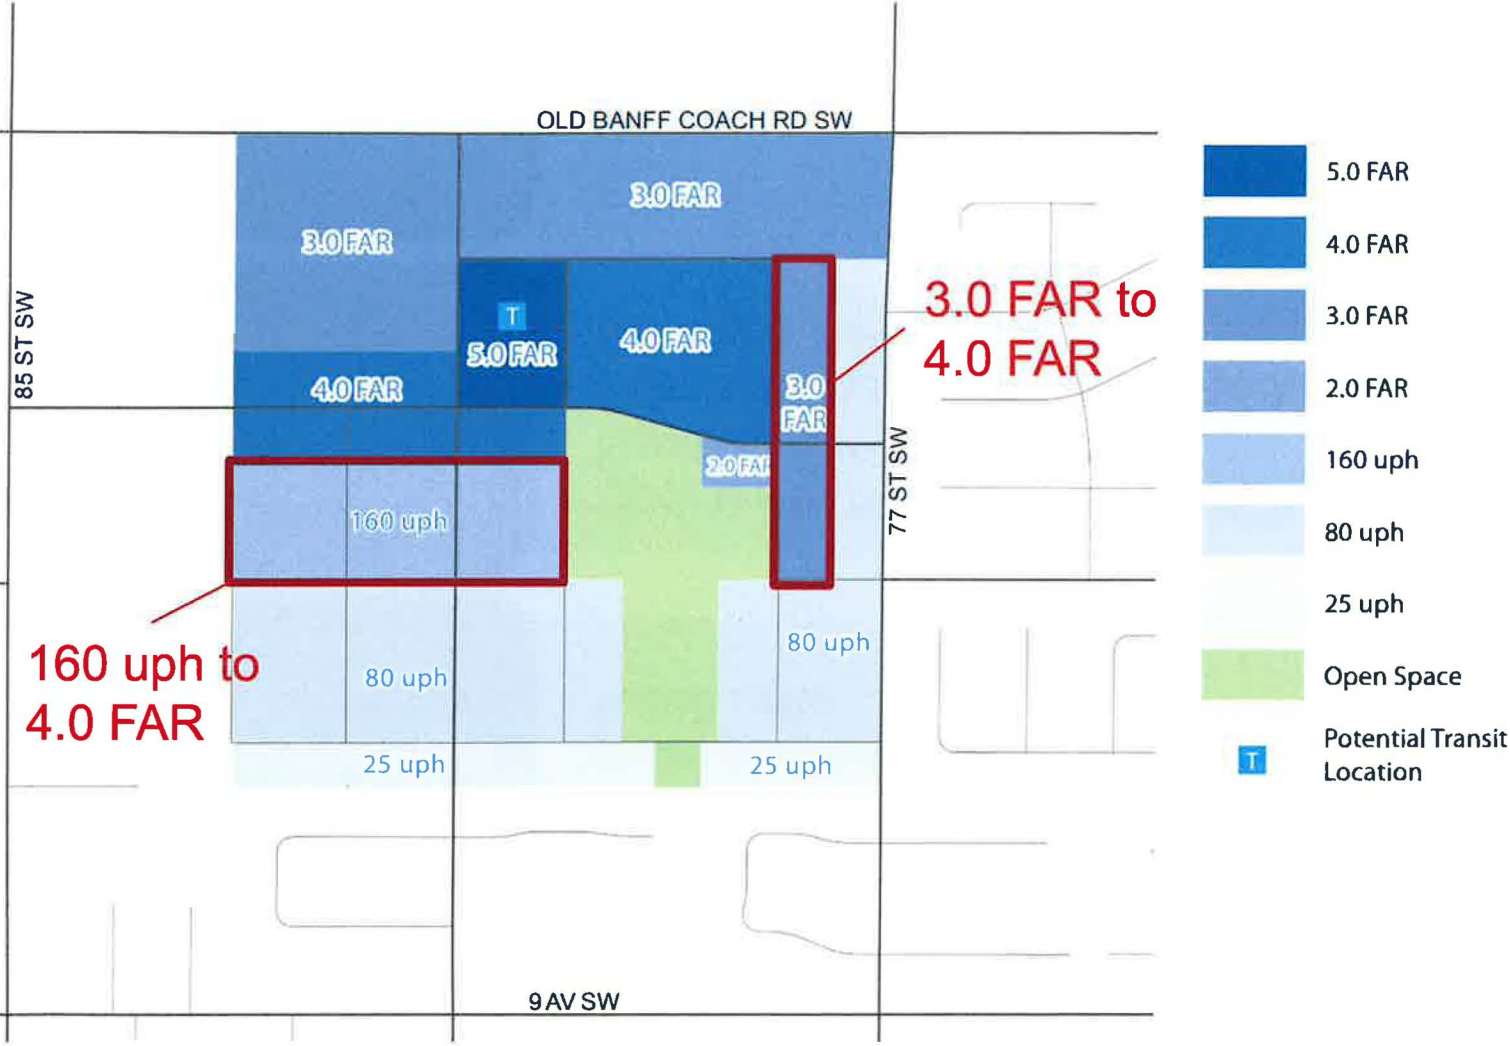 OLD BANFF COACH RD SW
3.0 FAR
3.0 FAR
T
5.0 FAR
4.0 FAR
4.0 FAR
3.0
FAR
2.0 FAR
160 uph
80 uph
80 uph
25 uph
25 uph
85 ST SW
77 ST SW
9 AV SW
3.0 FAR to
4.0 FAR
160 uph to
4.0 FAR
5.0 FAR
4.0 FAR
3.0 FAR
2.0 FAR
160 uph
80 uph
25 uph
Open Space
T
Potential Transit
Location